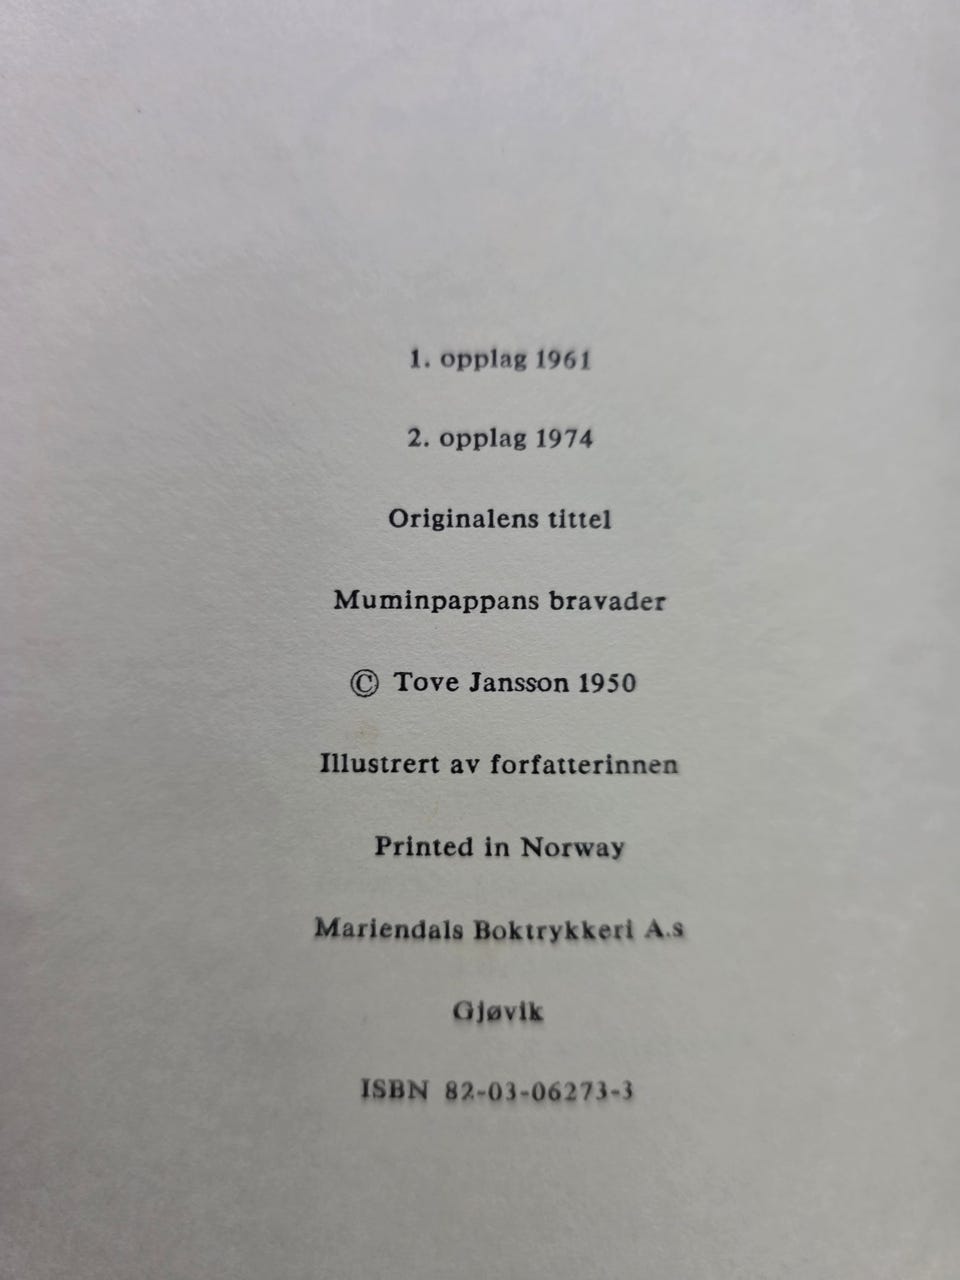 1. opplag 1961
2. opplag 1974
Originalens tittel
Muminpappans bravader
© Tove Jansson 1950
Illustrert av forfatterinnen
Printed in Norway
Mariendals Boktrykkeri A.s
Gjøvik
ISBN 82-03-06273-3